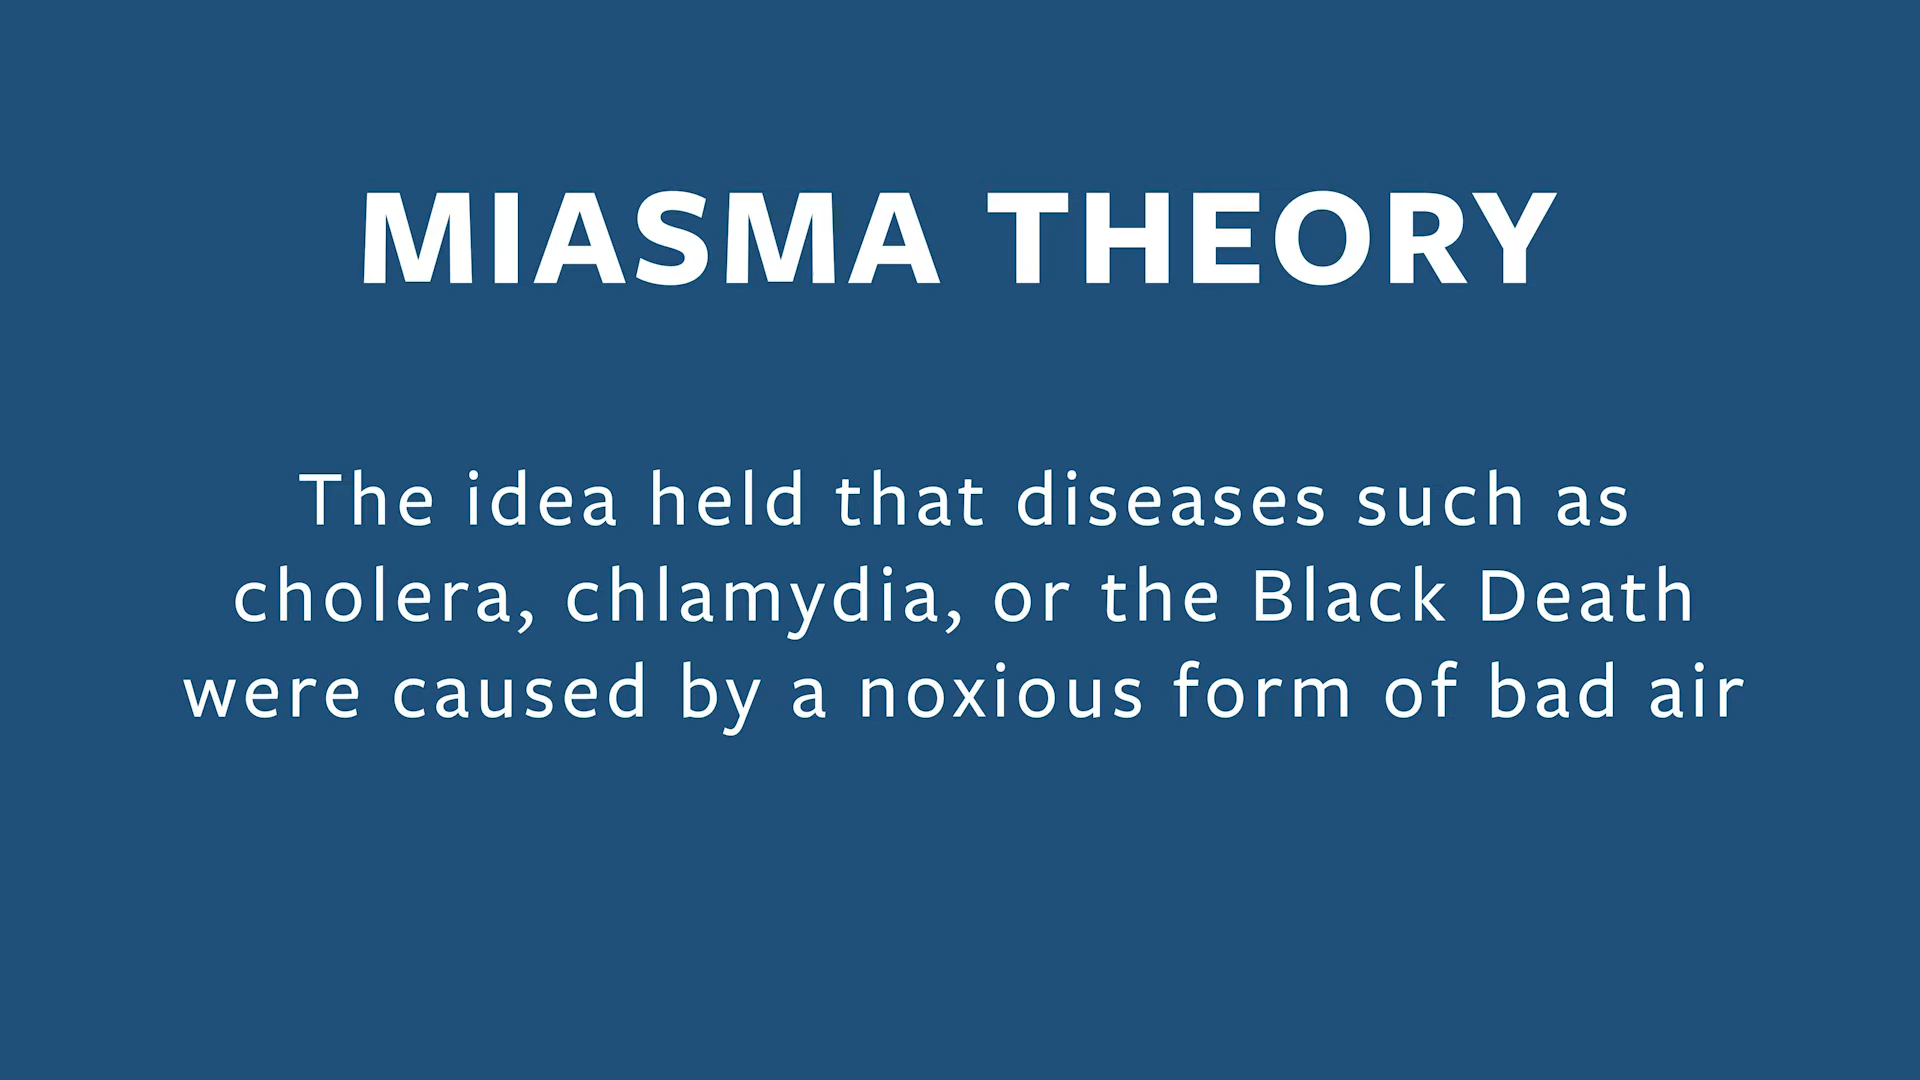 MIASMA THEORY
The idea held that diseases such as
cholera, chlamydia, or the Black Death
were caused by a noxious form of bad air